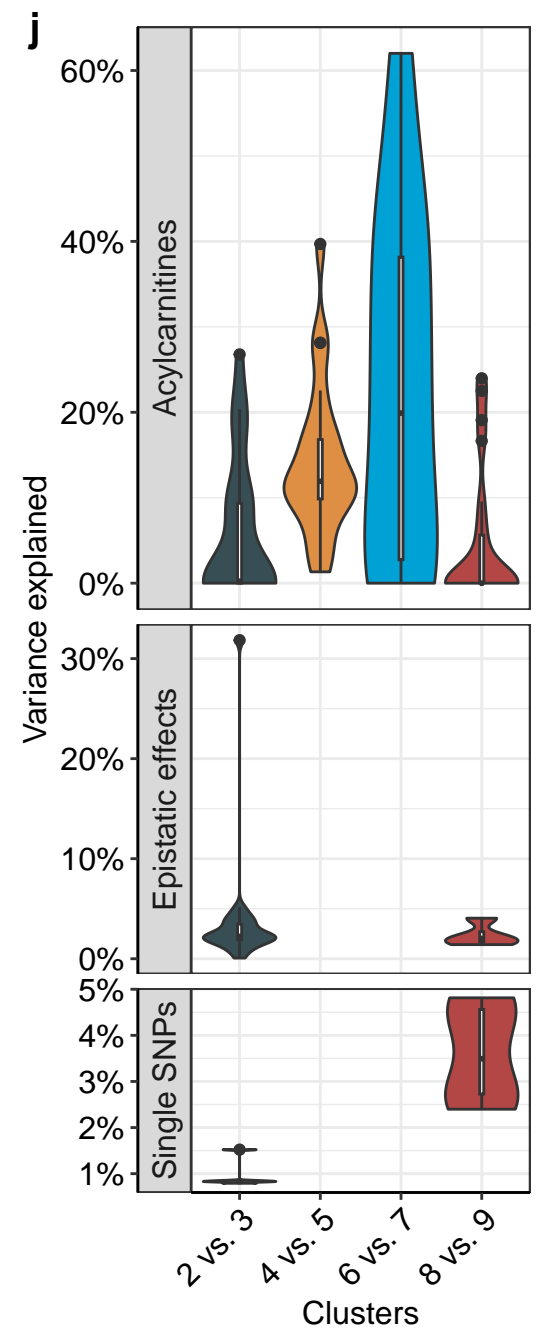 j
Variance explained
Acylcarnitines
60%
40%
20%
0%
Epistatic effects
30%
20%
10%
0%
Single SNPs
5%
4%
3%
2%
1%
2 vs. 3
4 vs. 5
6 vs. 7
8 vs. 9
Clusters